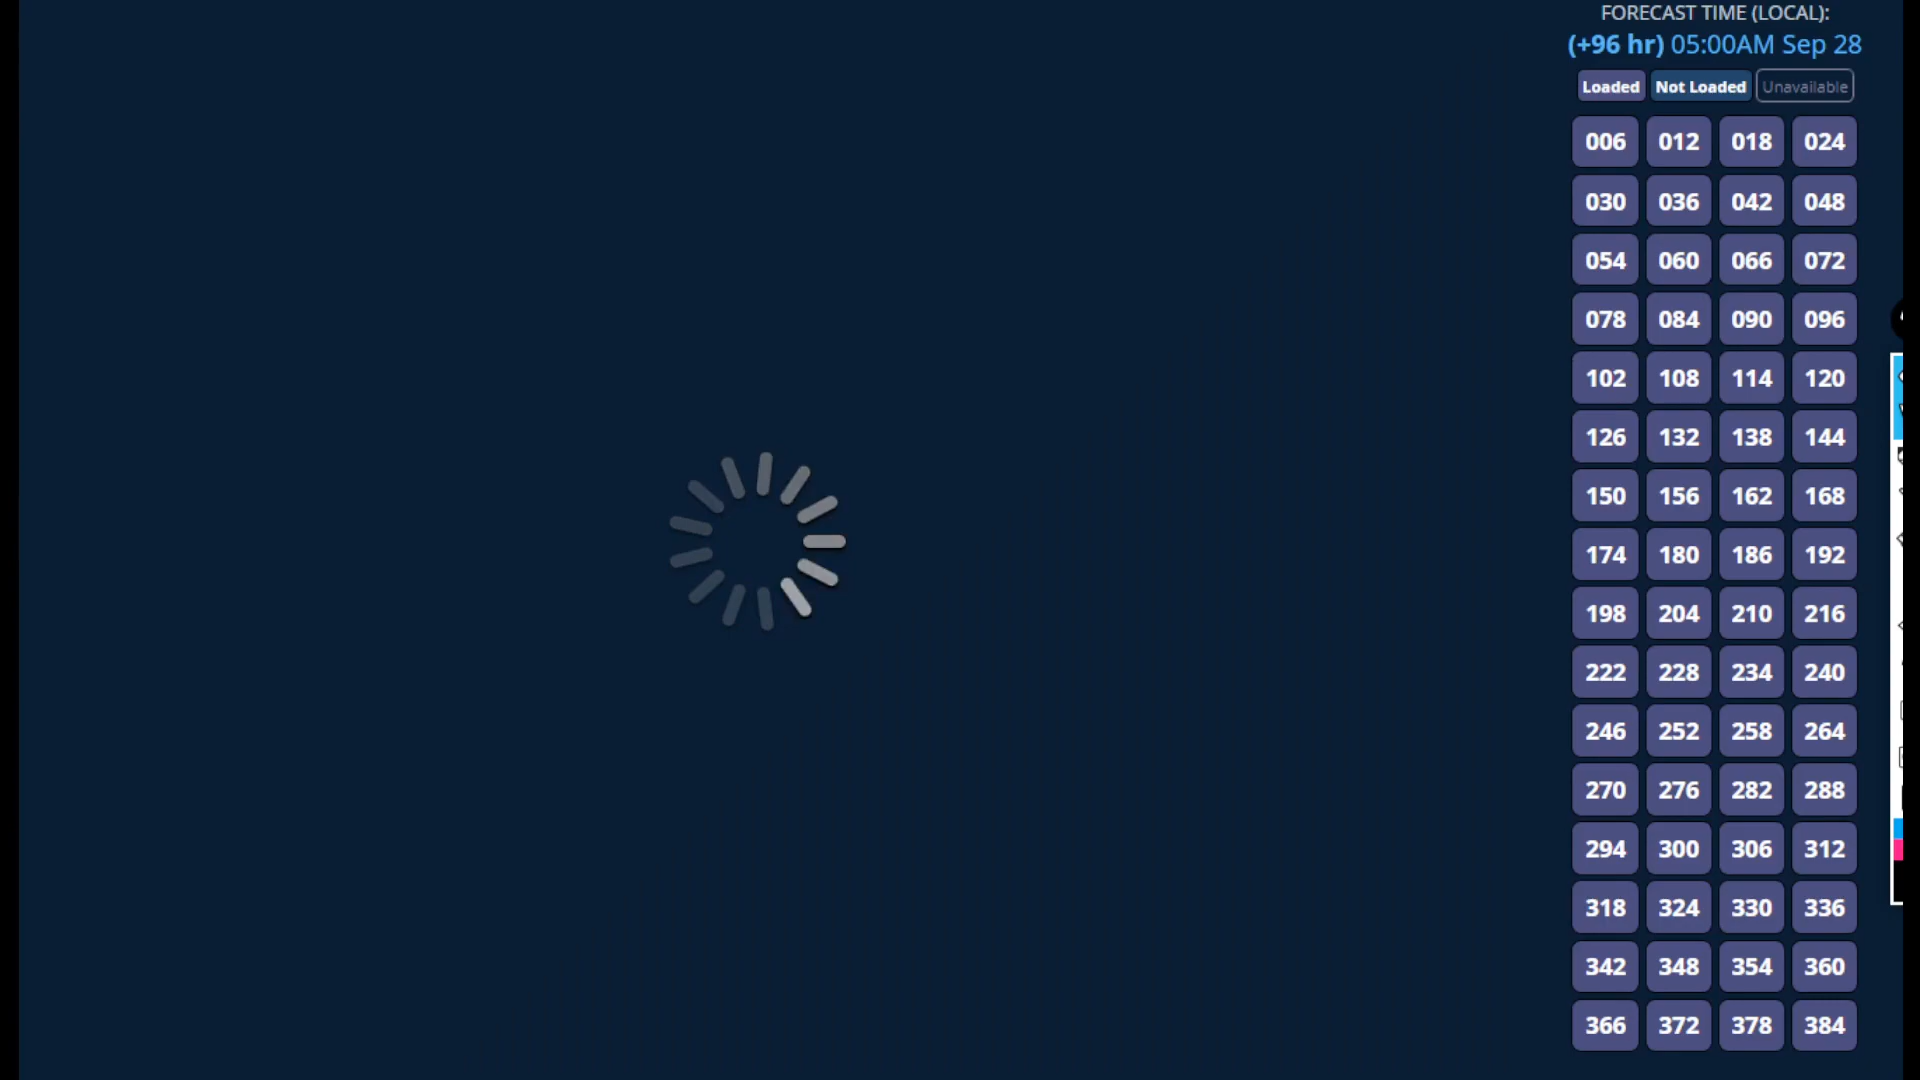 FORECAST TIME (LOCAL):
(+96 hr) 05:00AM Sep 28
Loaded Not Loaded Unavailable
006 012 018 024
030 036 042 048
054 060 066 072
078 084 090 096
102 108 114 120
126 132 138 144
150 156 162 168
174 180 186 192
198 204 210 216
222 228 234 240
246 252 258 264
270 276 282 288
294 300 306 312
318 324 330 336
342 348 354 360
366 372 378 384